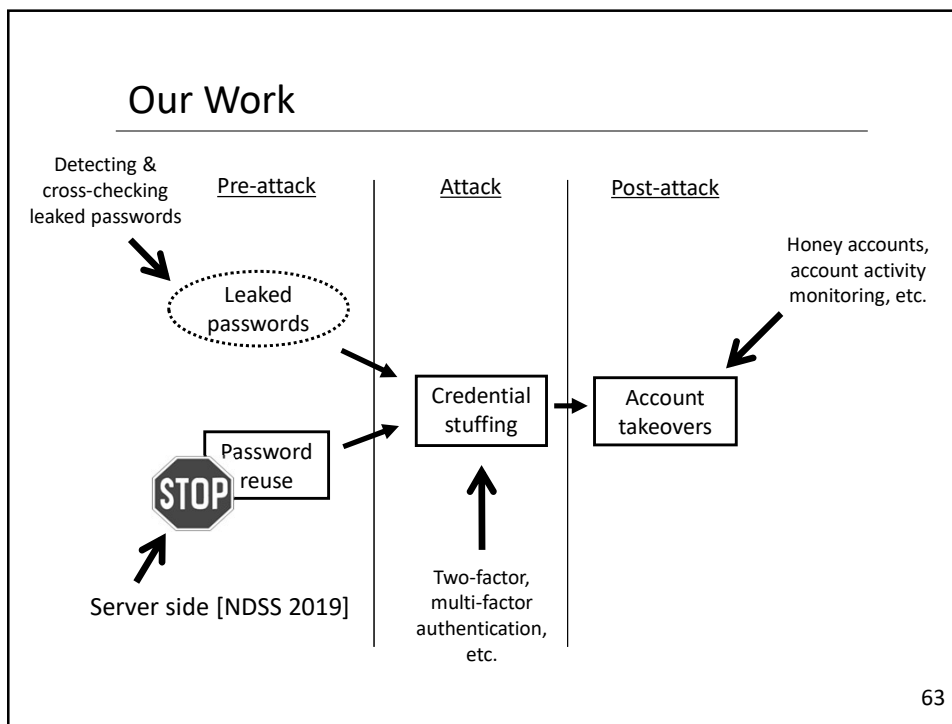 Our Work
Detecting &
cross-checking
leaked passwords
Pre-attack
Attack
Post-attack
Honey accounts,
account activity
monitoring, etc.
Leaked
passwords
Credential
stuffing
Account
takeovers
Password
reuse
STOP
Server side [NDSS 2019]
Two-factor,
multi-factor
authentication,
etc.
63